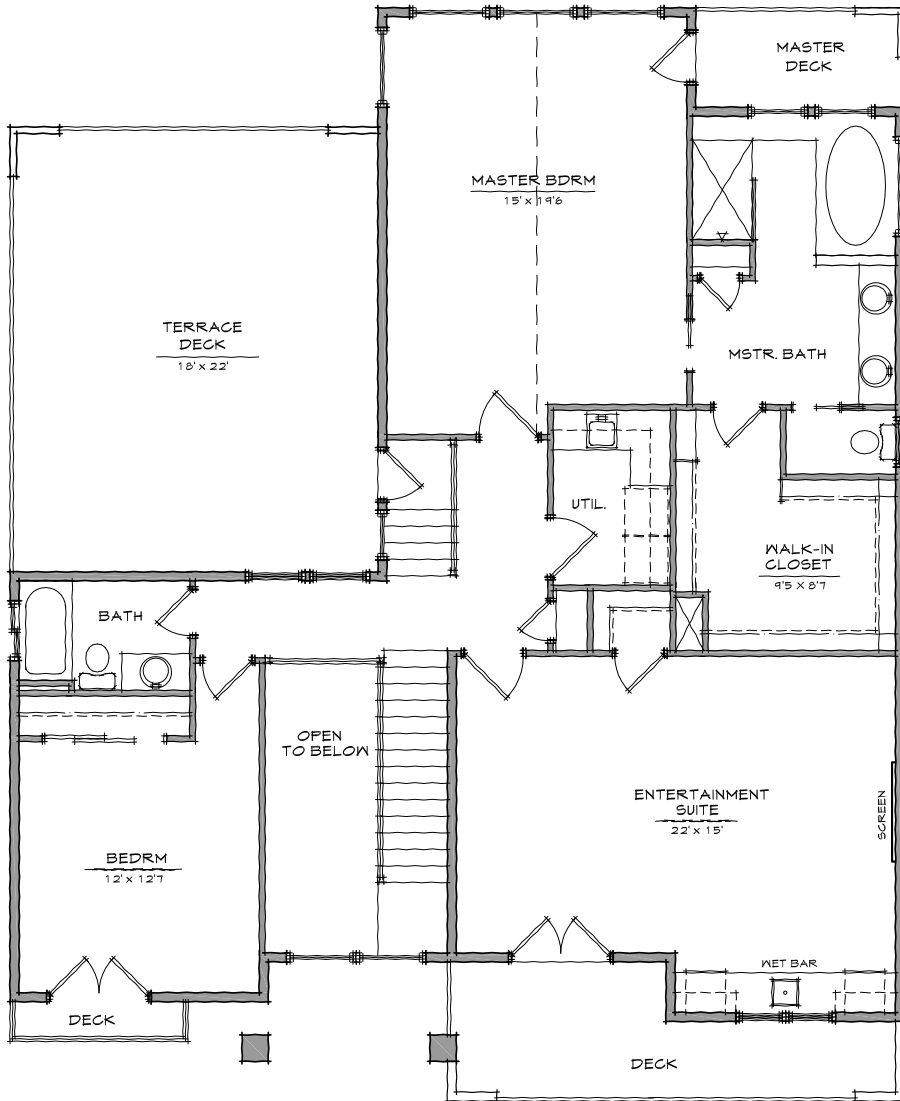 MASTER
DECK
MASTER BDRM
15' x 19'6
TERRACE
DECK
18' x 22'
MSTR. BATH
UTIL.
WALK-IN
CLOSET
9'5 x 8'7
BATH
OPEN
TO BELOW
ENTERTAINMENT
SUITE
22' x 15'
SCREEN
BEDRM
12' x 12'7
WET BAR
DECK
DECK